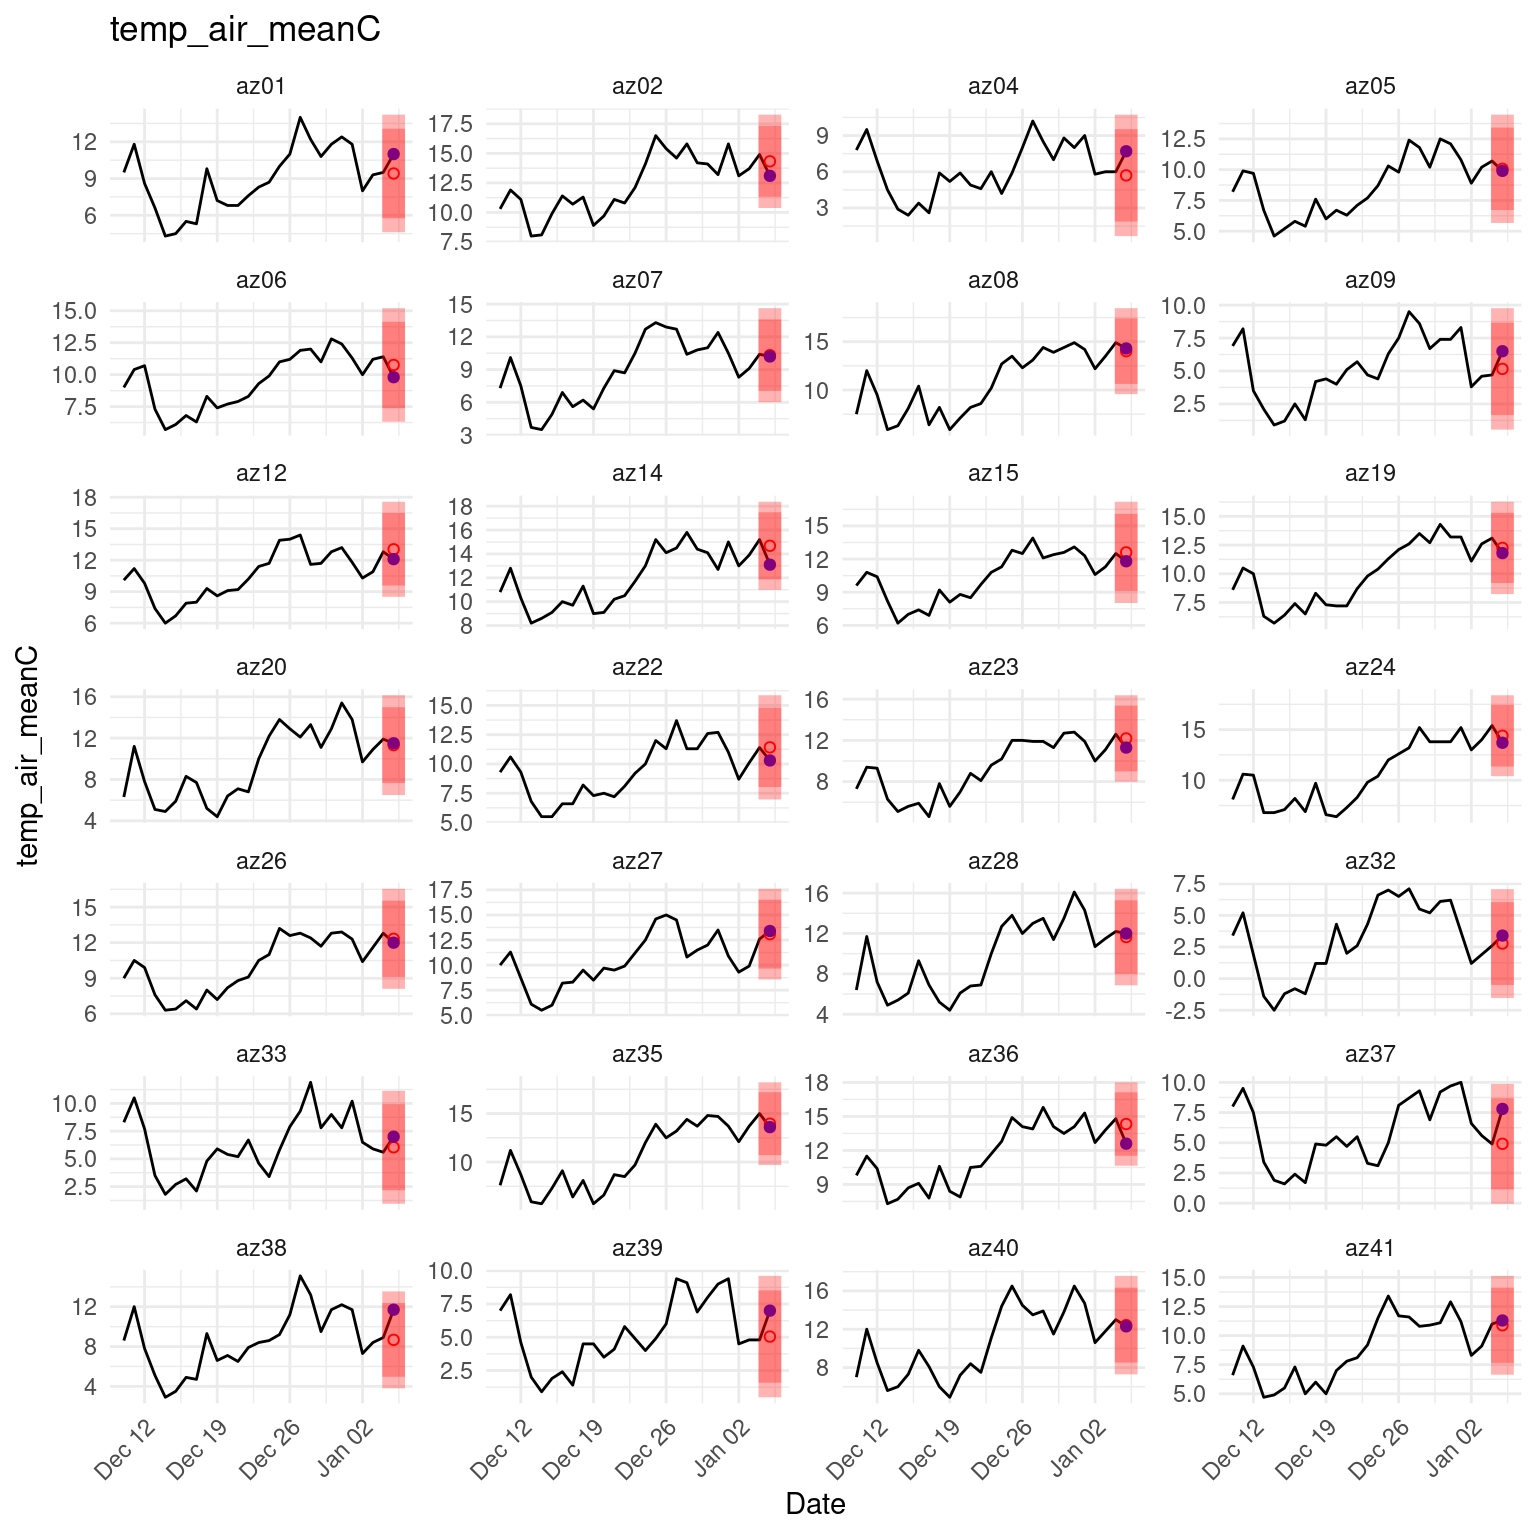 temp_air_meanC
az01 az02 az04 az05
12 9 6
17.5 15.0 12.5 10.0 7.5
9 6 3
12.5 10.0 7.5 5.0
az06 az07 az08 az09
15.0 12.5 10.0 7.5
15 12 9 6 3
15 10
10.0 7.5 5.0 2.5
az12 az14 az15 az19
18 15 12 9 6
18 16 14 12 10 8
15 12 9 6
15.0 12.5 10.0 7.5
az20 az22 az23 az24
16 12 8 4
15.0 12.5 10.0 7.5 5.0
16 12 8
15 10
az26 az27 az28 az32
15 12 9 6
17.5 15.0 12.5 10.0 7.5 5.0
16 12 8 4
7.5 5.0 2.5 0.0 -2.5
az33 az35 az36 az37
10.0 7.5 5.0 2.5
15 10
18 15 12 9
10.0 7.5 5.0 2.5 0.0
az38 az39 az40 az41
12 8 4
10.0 7.5 5.0 2.5
16 12 8
15.0 12.5 10.0 7.5 5.0
Dec 12 Dec 19 Dec 26 Jan 02
Dec 12 Dec 19 Dec 26 Jan 02
Dec 12 Dec 19 Dec 26 Jan 02
Dec 12 Dec 19 Dec 26 Jan 02
Date
temp_air_meanC